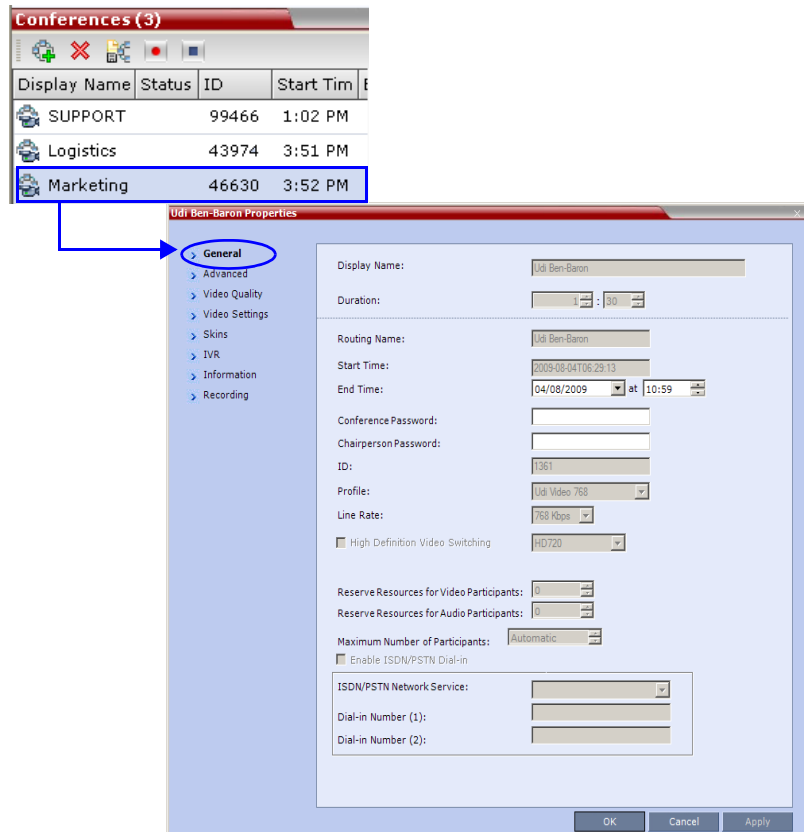 Conferences (3)
Display Name Status ID Start Tim
SUPPORT 99466 1:02 PM
Logistics 43974 3:51 PM
Marketing 46630 3:52 PM
Udi Ben-Baron Properties
General
Advanced
Video Quality
Video Settings
Skins
IVR
Information
Recording
Display Name: Udi Ben-Baron
Duration: 1 : 30
Routing Name: Udi Ben-Baron
Start Time: 2009-08-04T06:29:13
End Time: 04/08/2009 at 10:59
Conference Password:
Chairperson Password:
ID: 1361
Profile: Udi Video 768
Line Rate: 768 Kbps
High Definition Video Switching HD720
Reserve Resources for Video Participants: 0
Reserve Resources for Audio Participants: 0
Maximum Number of Participants: Automatic
Enable ISDN/PSTN Dial-in
ISDN/PSTN Network Service:
Dial-in Number (1):
Dial-in Number (2):
OK Cancel Apply